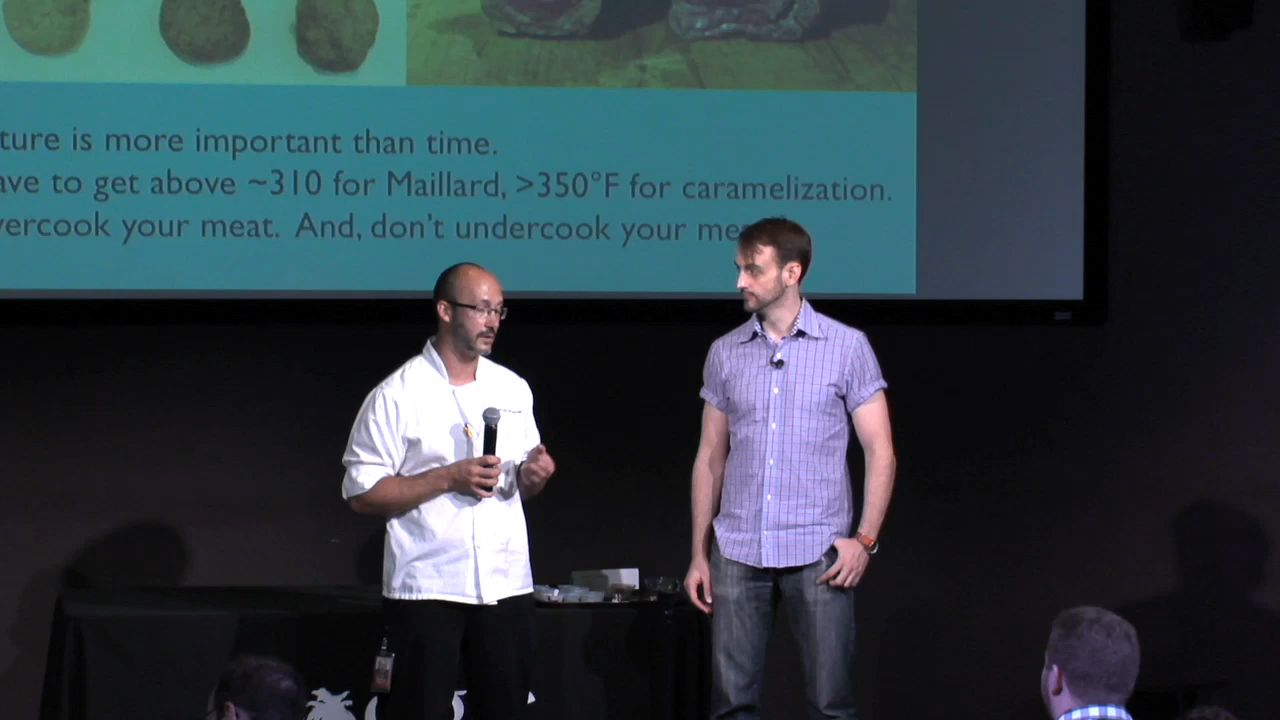 ture is more important than time.
ave to get above ~310 for Maillard, >350°F for caramelization.
vercook your meat. And, don't undercook your me